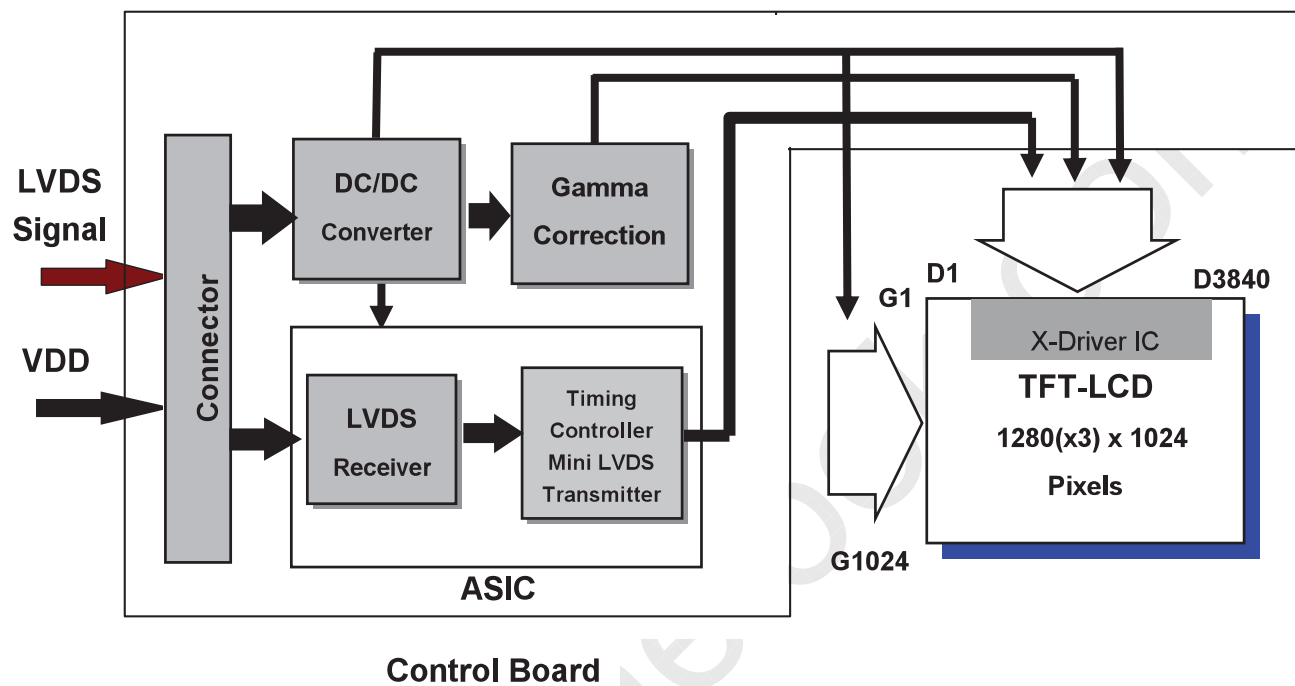 LVDS
Signal
VDD
Connector
DC/DC
Converter
Gamma
Correction
LVDS
Receiver
Timing
Controller
Mini LVDS
Transmitter
ASIC
Control Board
G1
G1024
D1
D3840
X-Driver IC
TFT-LCD
1280(x3) x 1024
Pixels